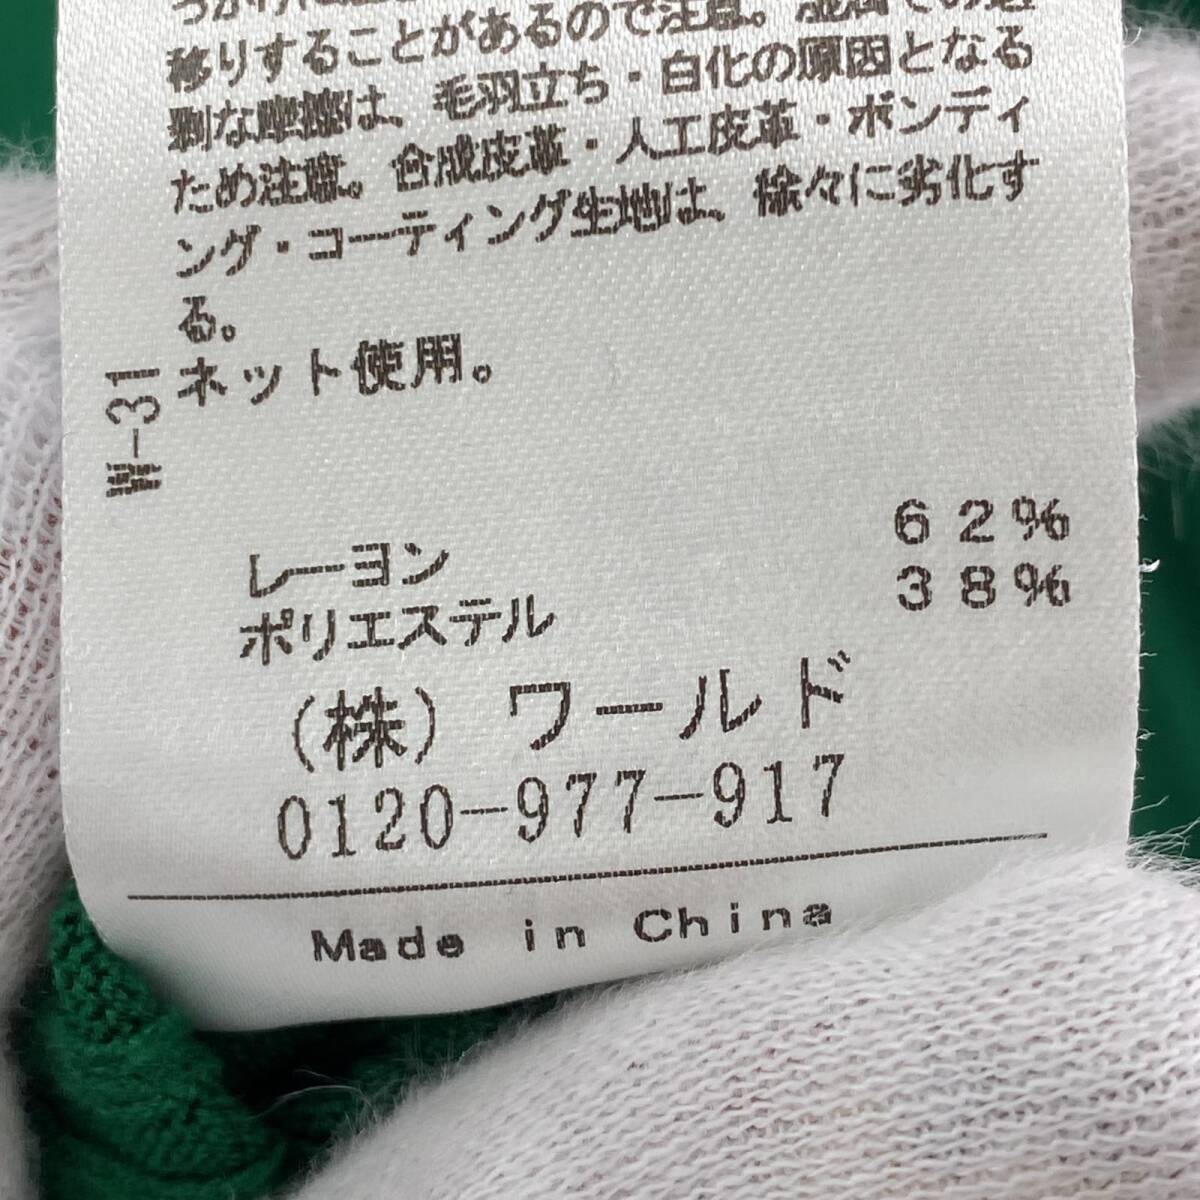 移りすることがあるので注意。
剰な摩擦は、毛羽立ち・白化の原因となる
ため注意。合成皮革・人工皮革・ボンディ
ング・コーティング生地は、徐々に劣化す
る。
ネット使用。
W-31
レーヨン 62%
ポリエステル 38%
(株) ワールド
0120-977-917
Made in China